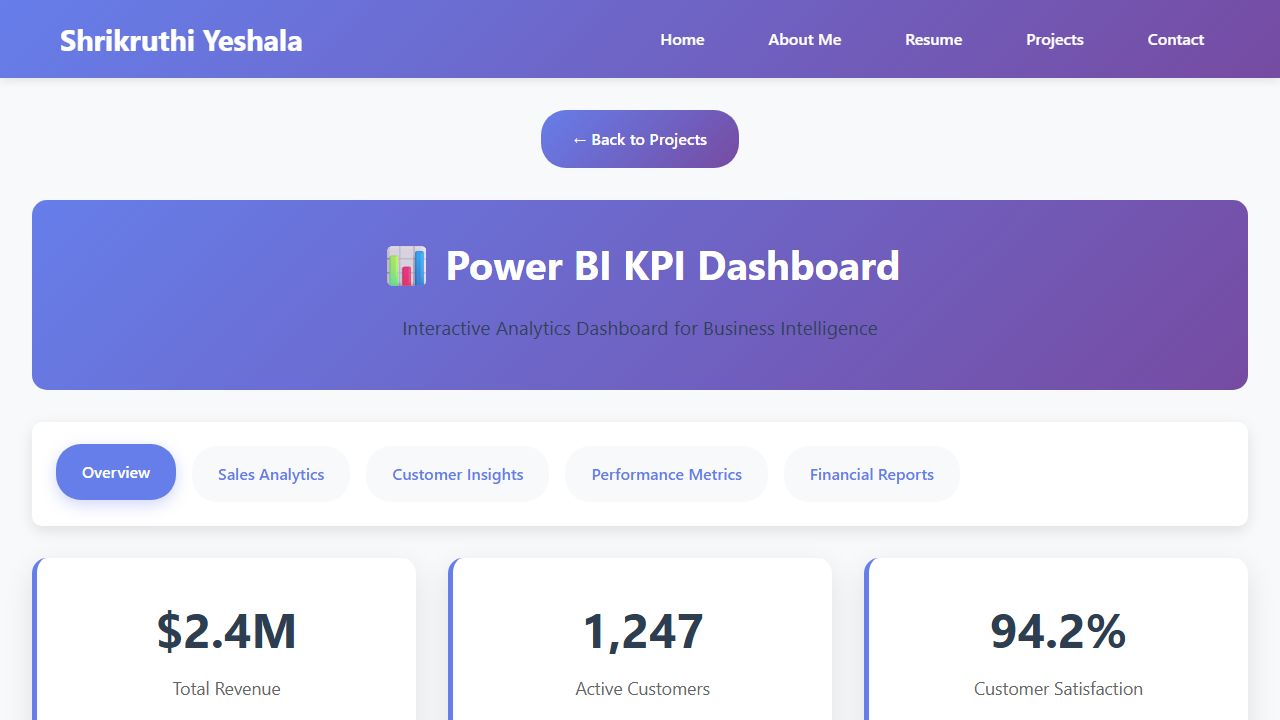 Shrikruthi Yeshala
Home About Me Resume Projects Contact
← Back to Projects
Power BI KPI Dashboard
Interactive Analytics Dashboard for Business Intelligence
Overview Sales Analytics Customer Insights Performance Metrics Financial Reports
$2.4M 1,247 94.2%
Total Revenue Active Customers Customer Satisfaction